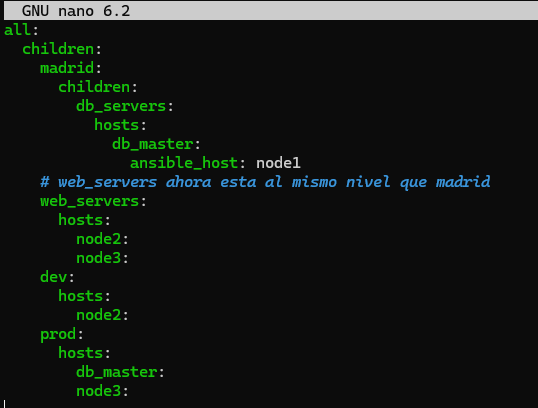 GNU nano 6.2
all:
  children:
    madrid:
      children:
        db_servers:
          hosts:
            db_master:
              ansible_host: node1
    # web_servers ahora esta al mismo nivel que madrid
    web_servers:
      hosts:
        node2:
        node3:
    dev:
      hosts:
        node2:
    prod:
      hosts:
        db_master:
        node3: